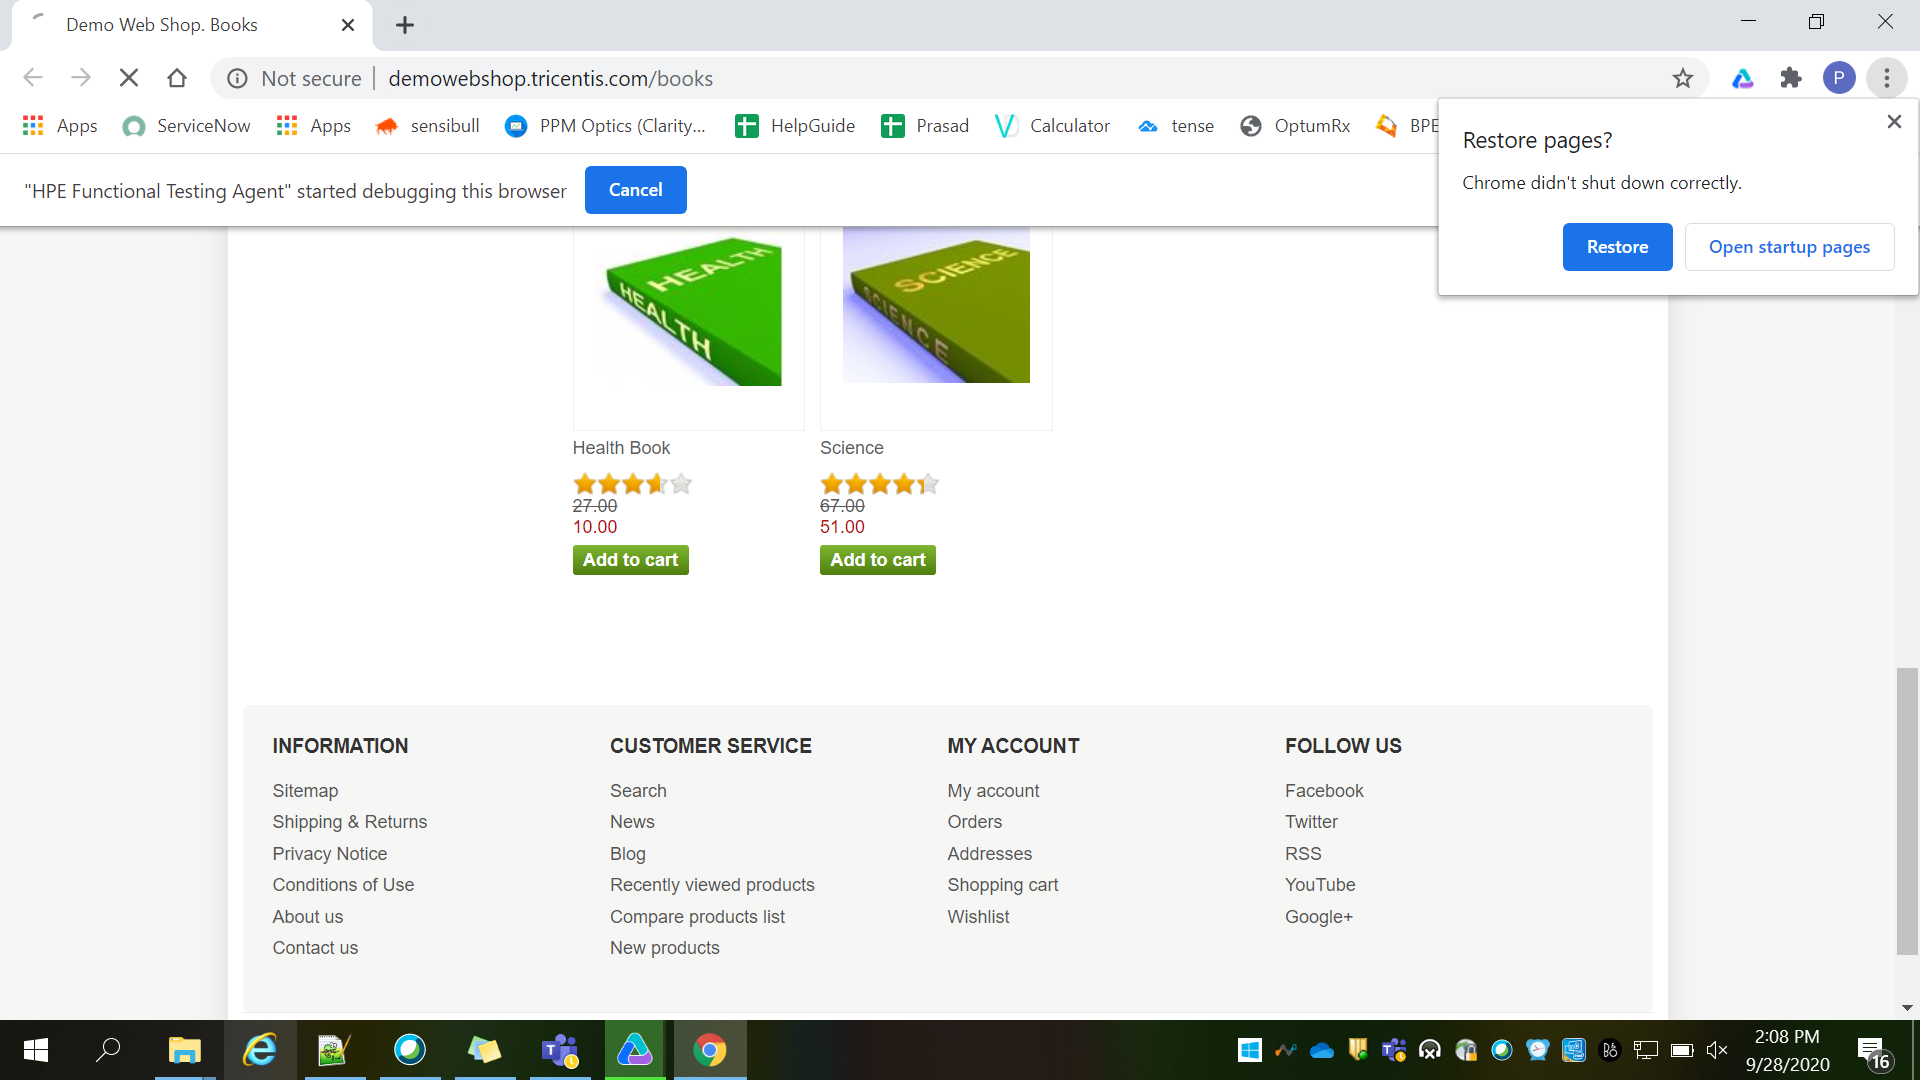 Demo Web Shop. Books
Not secure
demowebshop.tricentis.com/books
P
Apps
ServiceNow
Apps
sensibull
PPM Optics (Clarity...
HelpGuide
Prasad
Calculator
tense
OptumRx
BPE
Restore pages?
Chrome didn't shut down correctly.
Restore
Open startup pages
"HPE Functional Testing Agent" started debugging this browser
Cancel
HEALTH
HEALTH
SCIENCE
SCIENCE
Health Book
Science
27.00
67.00
10.00
51.00
Add to cart
Add to cart
INFORMATION
Sitemap
Shipping & Returns
Privacy Notice
Conditions of Use
About us
Contact us
CUSTOMER SERVICE
Search
News
Blog
Recently viewed products
Compare products list
New products
MY ACCOUNT
My account
Orders
Addresses
Shopping cart
Wishlist
FOLLOW US
Facebook
Twitter
RSS
YouTube
Google+
2:08 PM
9/28/2020
16